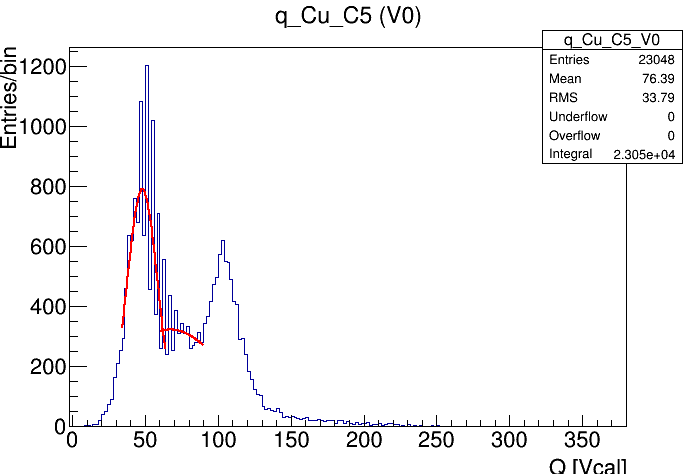 q_Cu_C5 (V0)
q_Cu_C5_V0
Entries 23048
Mean 76.39
RMS 33.79
Underflow 0
Overflow 0
Integral 2.305e+04
Entries/bin
1200
1000
800
600
400
200
0
0 50 100 150 200 250 300 350
Q [Vcal]